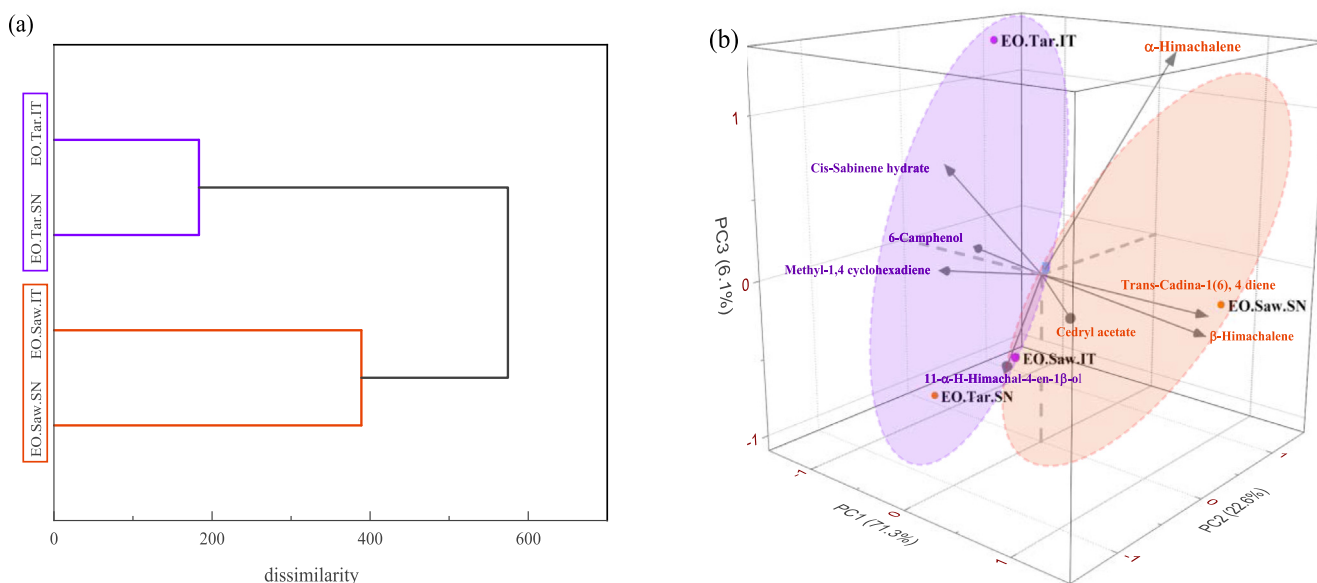 (a)
EO.Tar.IT
EO.Tar.SN
EO.Saw.IT
EO.Saw.SN
0
200
400
600
dissimilarity
(b)
EO.Tar.IT
α-Himachalene
1
Cis-Sabinene hydrate
6-Camphenol
Methyl-1,4 cyclohexadiene
PC3 (6.1%)
0
Trans-Cadina-1(6), 4 diene
EO.Saw.SN
Cedryl acetate
β-Himachalene
EO.Saw.IT
11-α-H-Himachal-4-en-1β-ol
EO.Tar.SN
-1
-1
0
1
PC1 (71.3%)
-1
0
1
PC2 (22.6%)